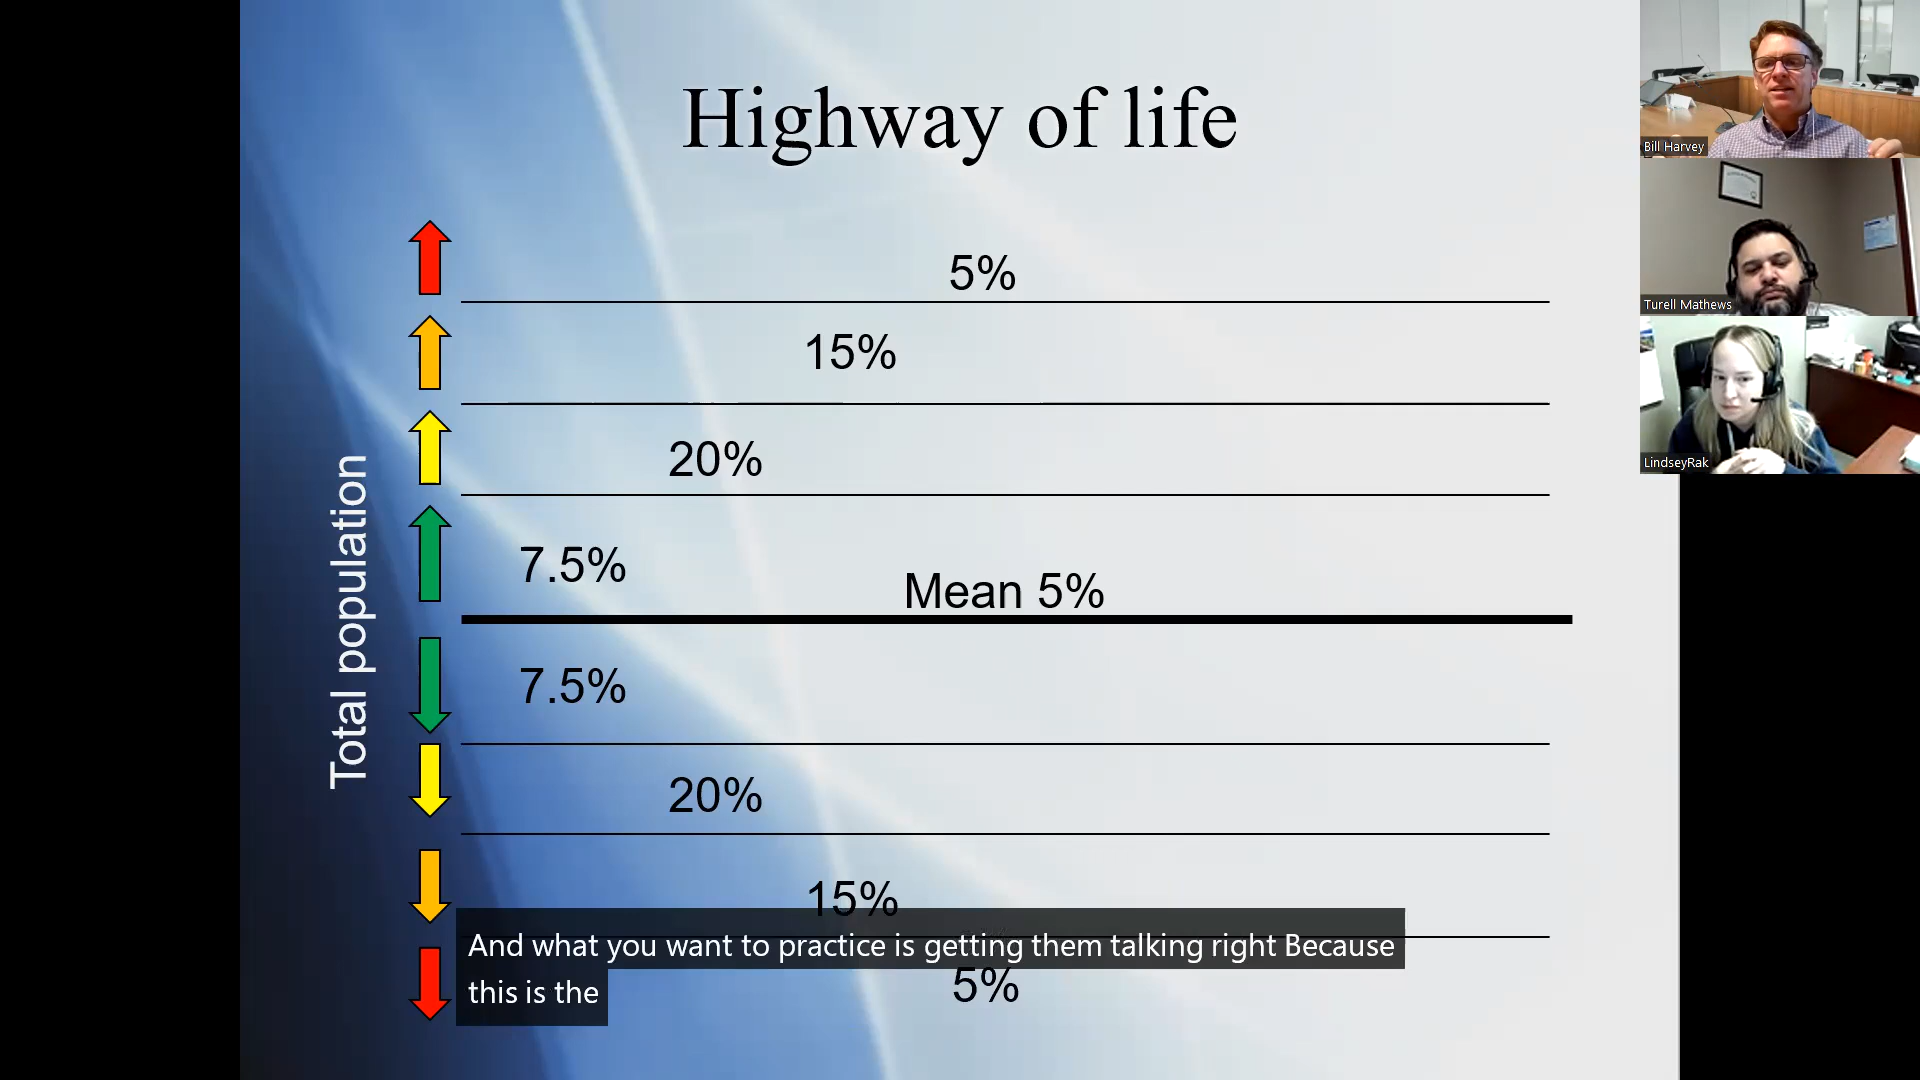 Highway of life
Bill Harvey
Turell Mathews
LindseyRak
Total population
5%
15%
20%
7.5%
Mean 5%
7.5%
20%
15%
5%
And what you want to practice is getting them talking right Because
this is the